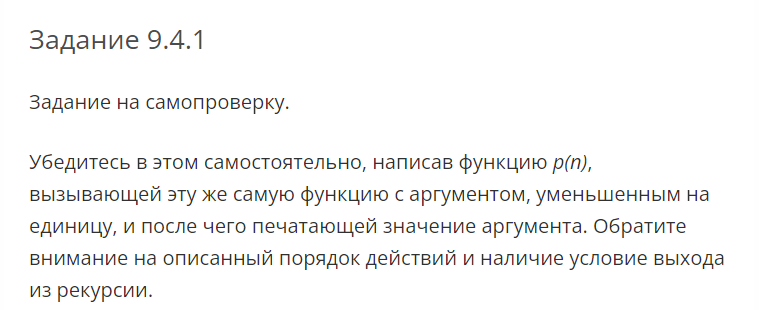 Задание 9.4.1
Задание на самопроверку.
Убедитесь в этом самостоятельно, написав функцию p(n),
вызывающей эту же самую функцию с аргументом, уменьшенным на
единицу, и после чего печатающей значение аргумента. Обратите
внимание на описанный порядок действий и наличие условие выхода
из рекурсии.